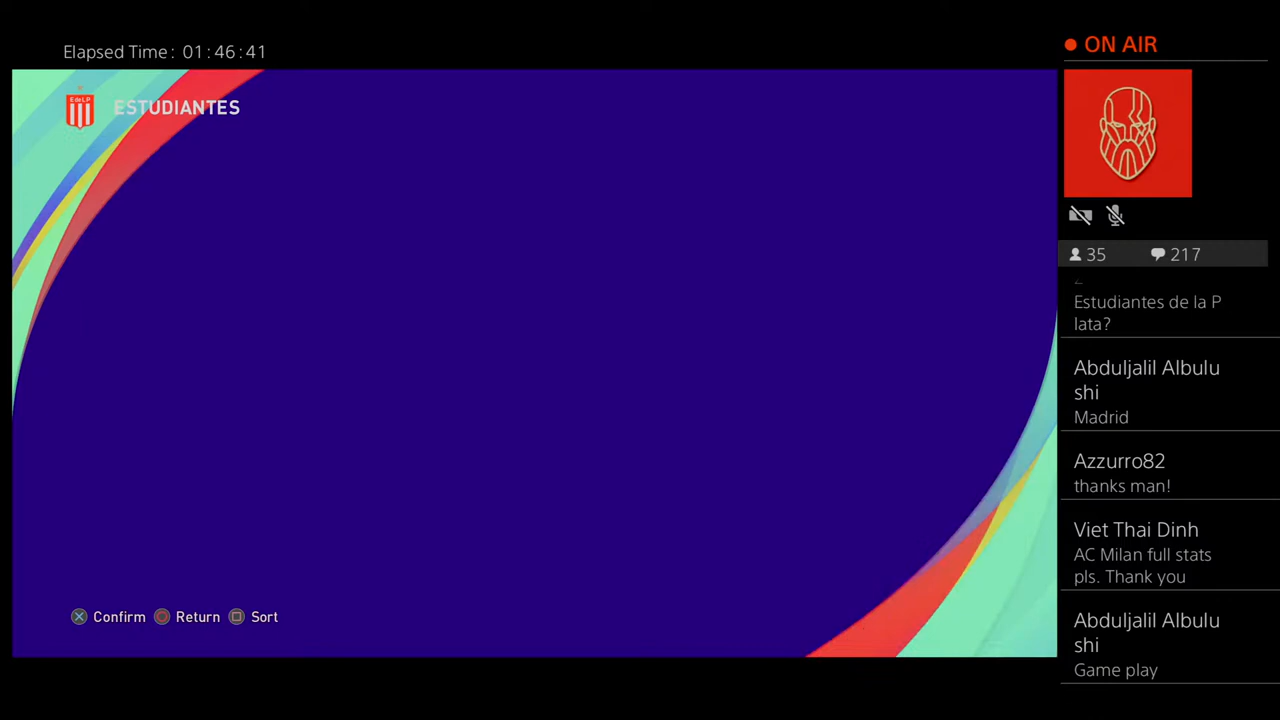 Elapsed Time: 01:46:41
ON AIR
E de L P
ESTUDIANTES
35 217
Estudiantes de la P
lata?
Abduljalil Albulu
shi
Madrid
Azzurro82
thanks man!
Viet Thai Dinh
AC Milan full stats
pls. Thank you
Abduljalil Albulu
shi
Game play
Confirm Return Sort